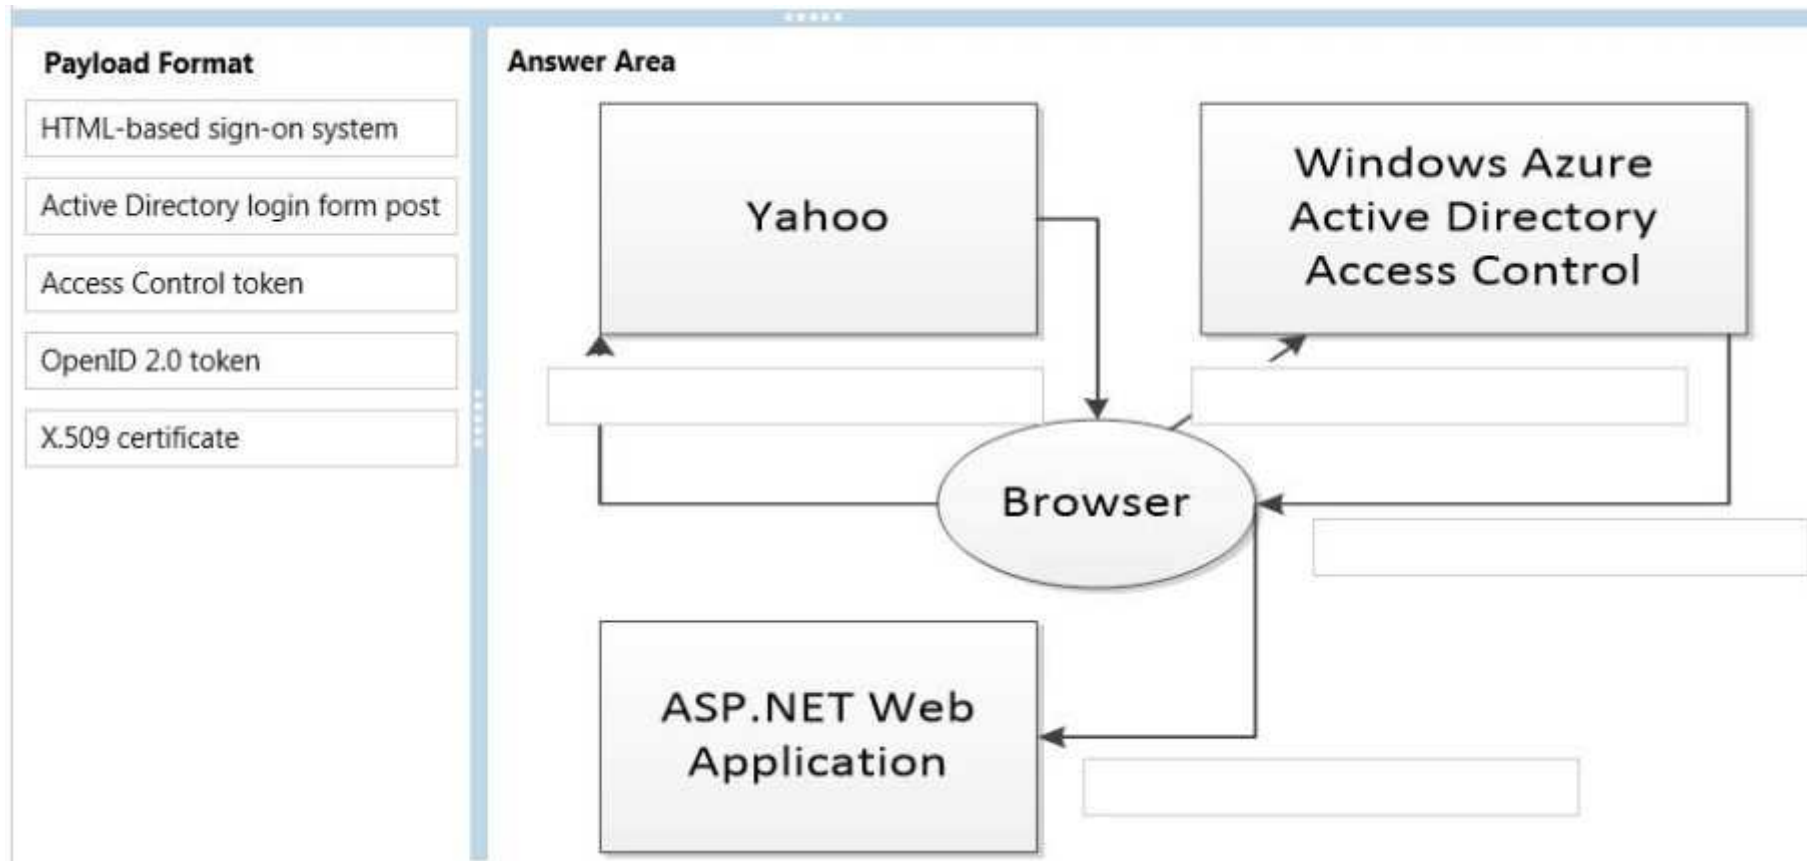 Payload Format
HTML-based sign-on system
Active Directory login form post
Access Control token
OpenID 2.0 token
X.509 certificate
Answer Area
Yahoo
Windows Azure
Active Directory
Access Control
Browser
ASP.NET Web
Application